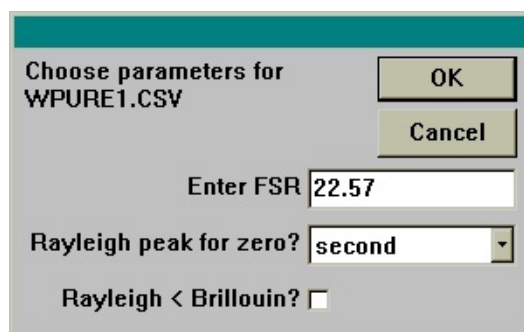 Choose parameters for
WPURE1.CSV
OK
Cancel
Enter FSR 22.57
Rayleigh peak for zero? second
Rayleigh < Brillouin?